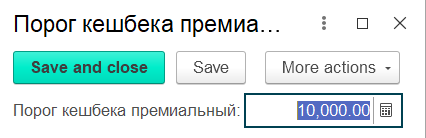 Порог кешбека премиа...
Save and close Save More actions
Порог кешбека премиальный: 10,000.00